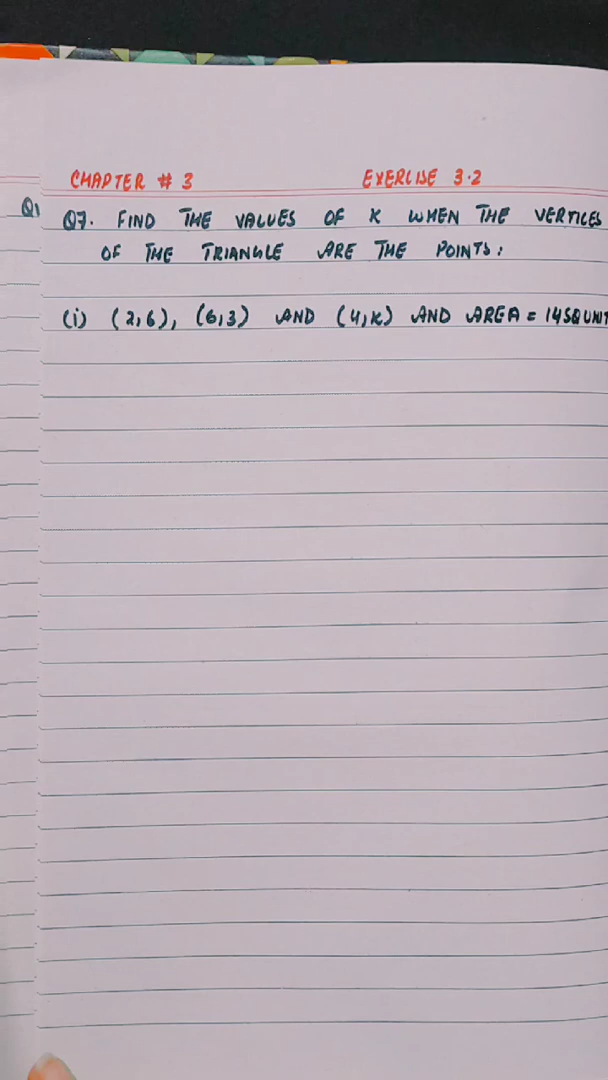 CHAPTER # 3 EXERCISE 3.2
Q1
Q7. FIND THE VALUES OF K WHEN THE VERTICES
OF THE TRIANGLE ARE THE POINTS:
(i) (2,6), (6,3) AND (4,K) AND AREA = 14SQ UNIT